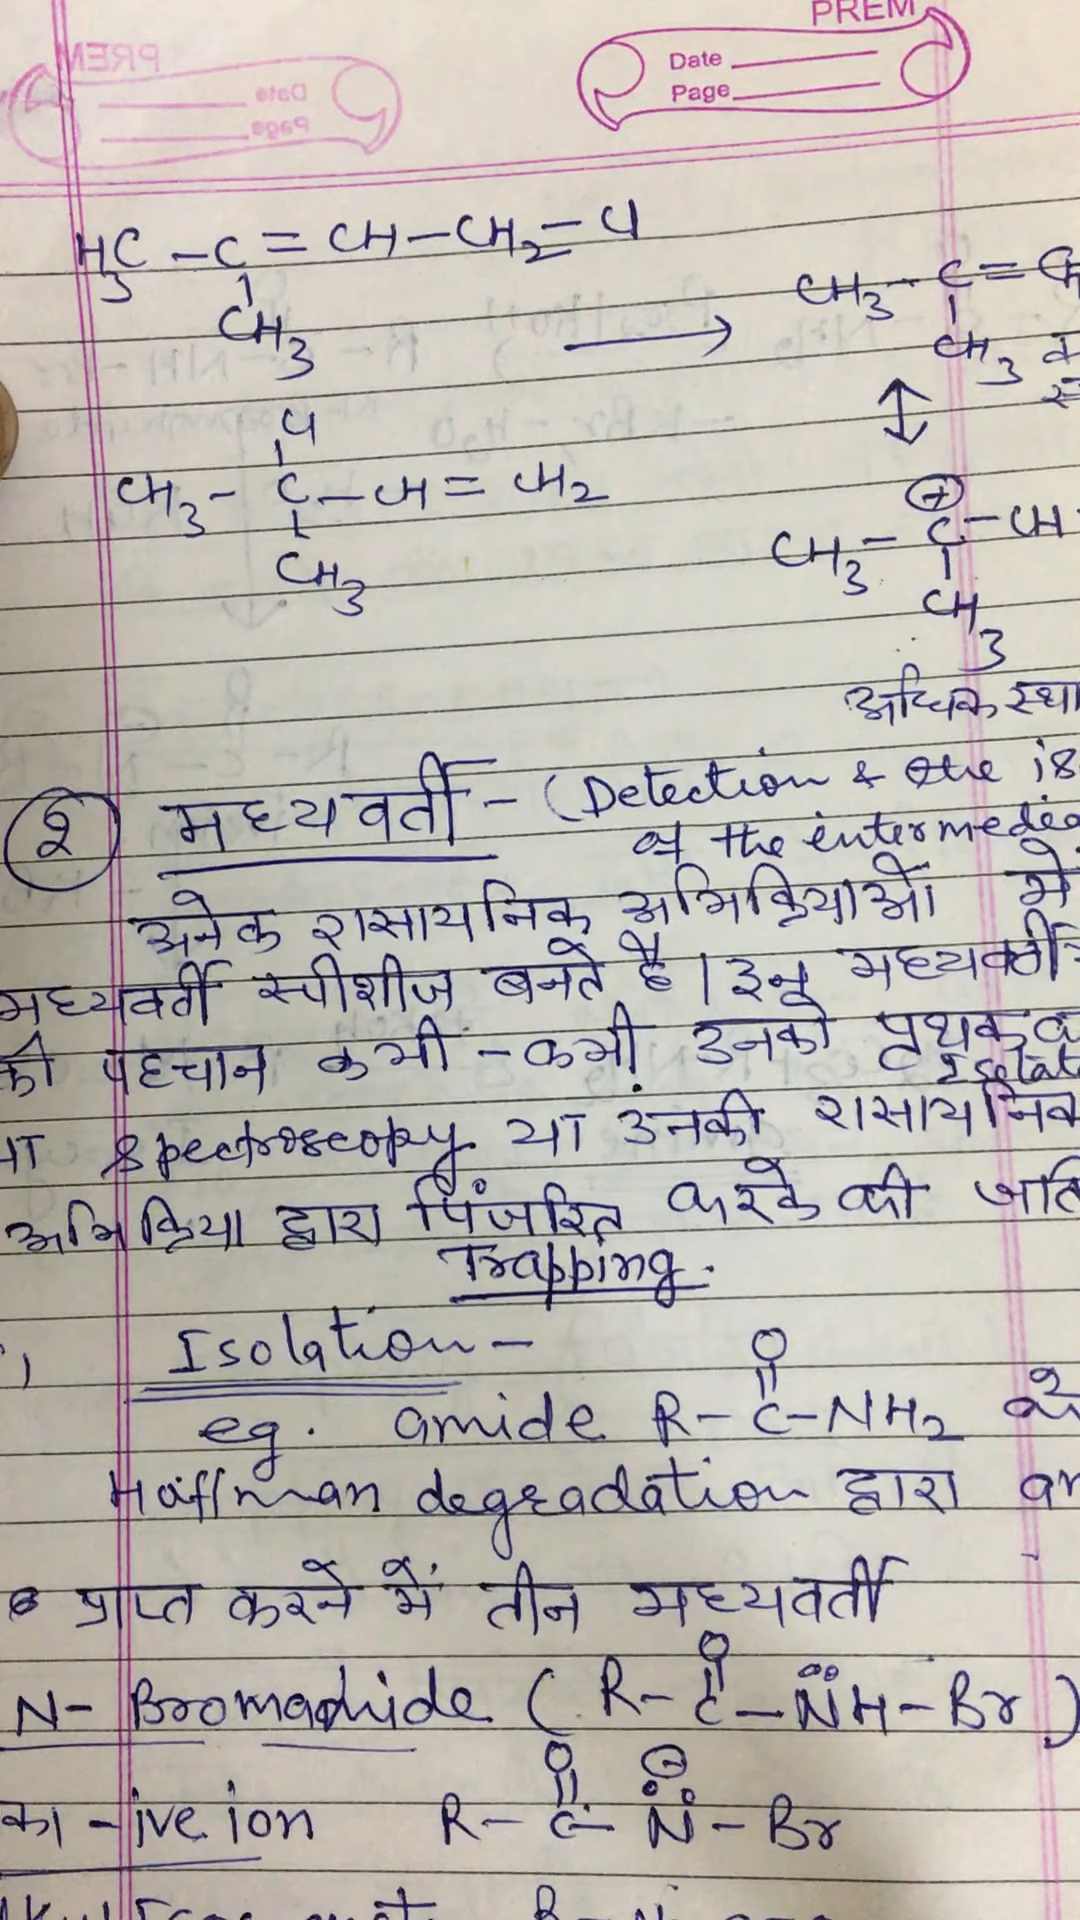 PREM
Date
Page
H3C - C = CH - CH2 - Cl
CH3
CH3 - C = CH
CH3
Cl
CH3 - C - CH = CH2
CH3
⊕
CH3 - C - CH
CH3
अधिक स्था
२ मध्यवर्ती - (Detection & the is
of the intermedia
अनेक रासायनिक अभिक्रियाओं में
मध्यवर्ती स्पीशीज बनते है। इन मध्यवर्ती
की पहचान कभी-कभी उनको पृथक
Isolat
या spectroscopy या उनकी रासायनिक
अभिक्रिया द्वारा पिंजरित करके की जाति
Trapping.
Isolation -
eg. amide R-C-NH2 के
O
Hoffman degradation द्वारा am
प्राप्त करने में तीन मध्यवर्ती
O
N- Bromamide ( R-C-NH-Br )
O ⊖
का -ive ion R-C-N-Br